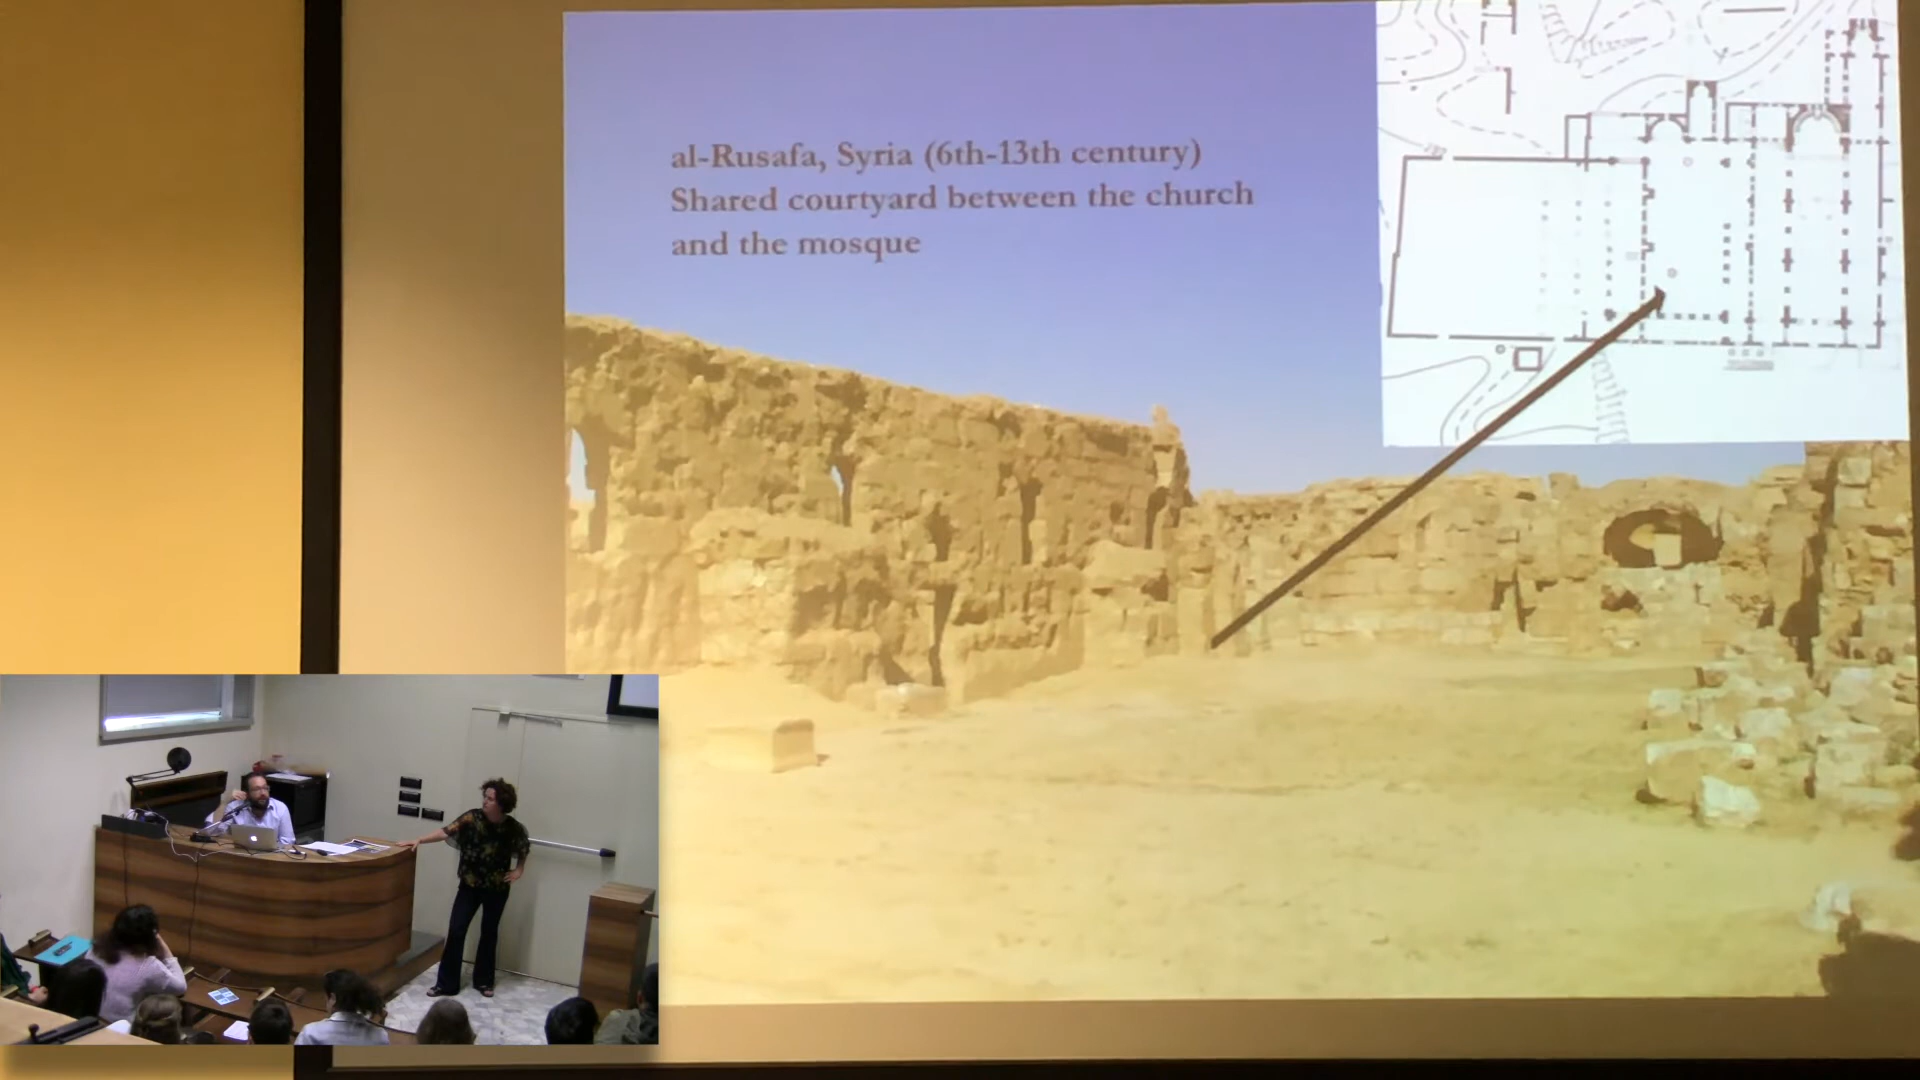 al-Rusafa, Syria (6th-13th century)
Shared courtyard between the church
and the mosque